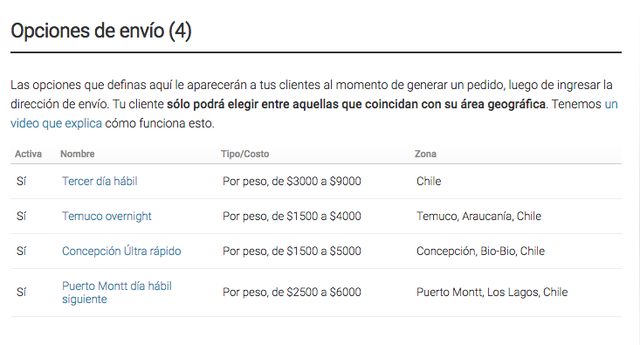 Opciones de envío (4)
Las opciones que definas aquí le aparecerán a tus clientes al momento de generar un pedido, luego de ingresar la
dirección de envío. Tu cliente sólo podrá elegir entre aquellas que coincidan con su área geográfica. Tenemos un
video que explica cómo funciona esto.
Activa Nombre Tipo/Costo Zona
Sí Tercer día hábil Por peso, de $3000 a $9000 Chile
Sí Temuco overnight Por peso, de $1500 a $4000 Temuco, Araucanía, Chile
Sí Concepción Últra rápido Por peso, de $1500 a $5000 Concepción, Bio-Bio, Chile
Sí Puerto Montt día hábil Por peso, de $2500 a $6000 Puerto Montt, Los Lagos, Chile
siguiente